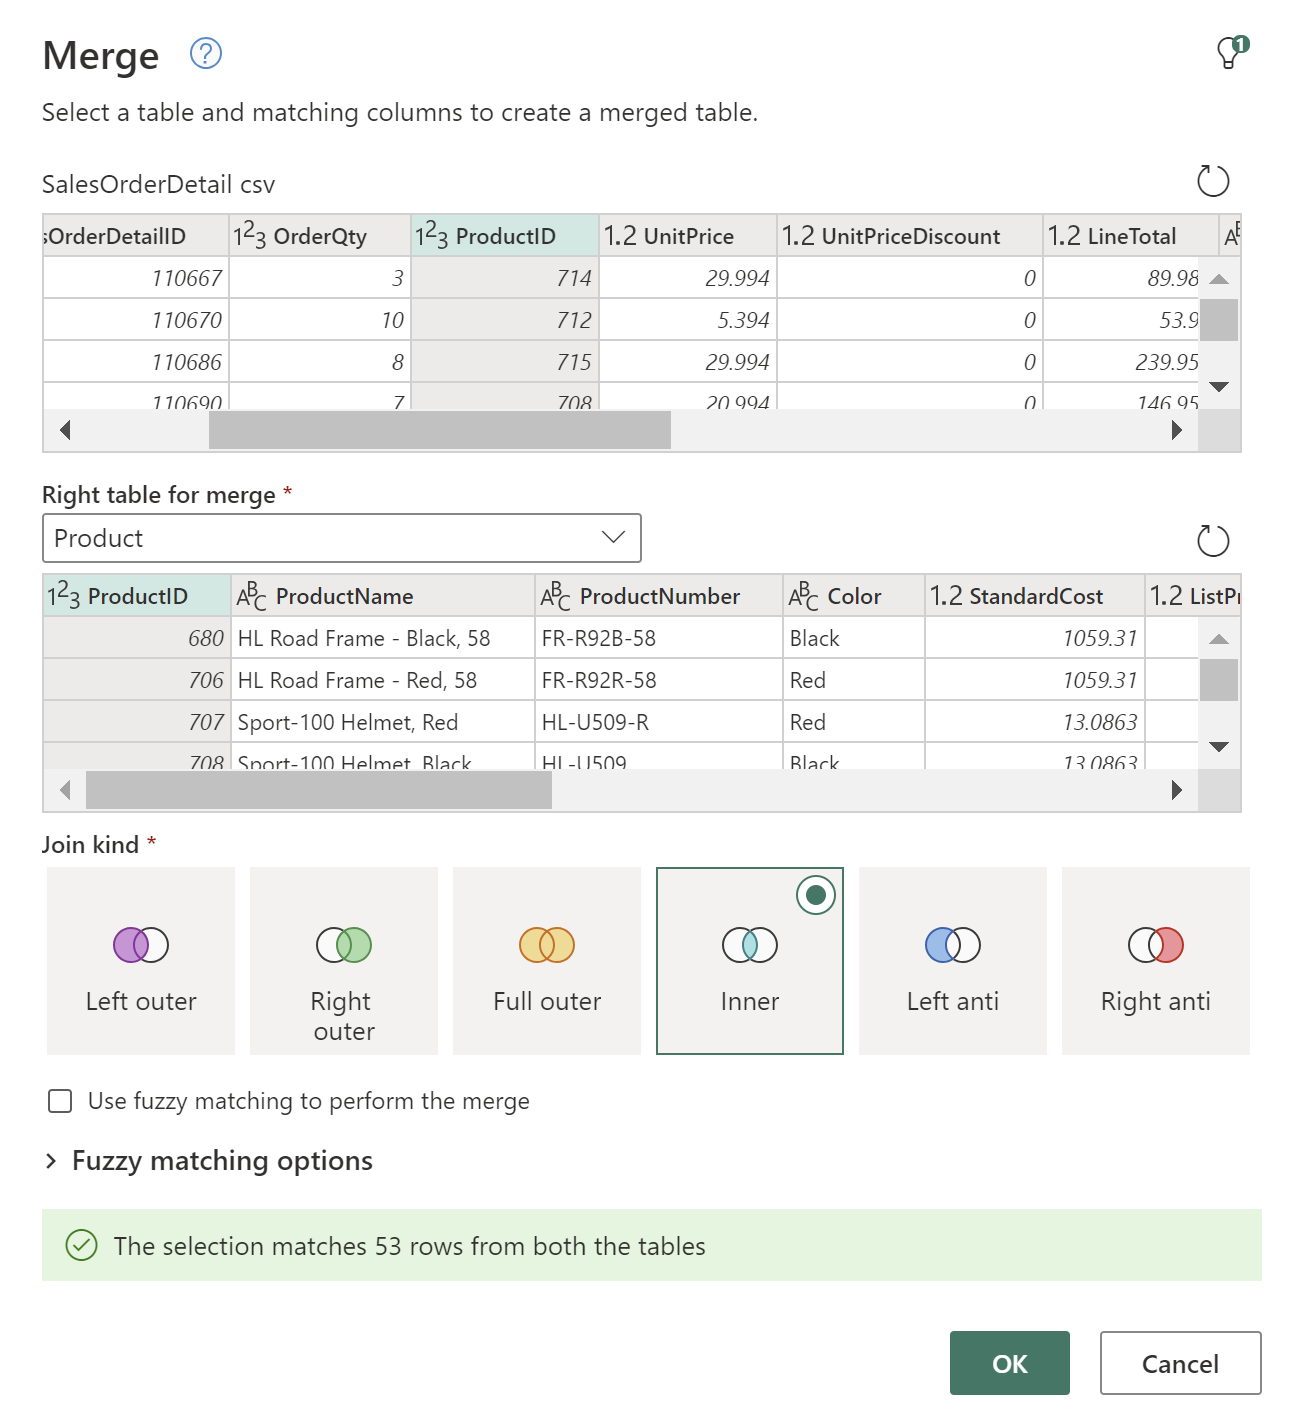 Merge ?
1
Select a table and matching columns to create a merged table.
SalesOrderDetail csv
sOrderDetailID 123 OrderQty 123 ProductID 1.2 UnitPrice 1.2 UnitPriceDiscount 1.2 LineTotal
110667 3 714 29.994 0 89.98
110670 10 712 5.394 0 53.9
110686 8 715 29.994 0 239.95
110690 7 708 20.994 0 146.95
Right table for merge *
Product
123 ProductID ABC ProductName ABC ProductNumber ABC Color 1.2 StandardCost 1.2 ListPr
680 HL Road Frame - Black, 58 FR-R92B-58 Black 1059.31
706 HL Road Frame - Red, 58 FR-R92R-58 Red 1059.31
707 Sport-100 Helmet, Red HL-U509-R Red 13.0863
708 Sport-100 Helmet, Black HL-U509 Black 13.0863
Join kind *
Left outer Right outer Full outer Inner Left anti Right anti
Use fuzzy matching to perform the merge
Fuzzy matching options
The selection matches 53 rows from both the tables
OK Cancel